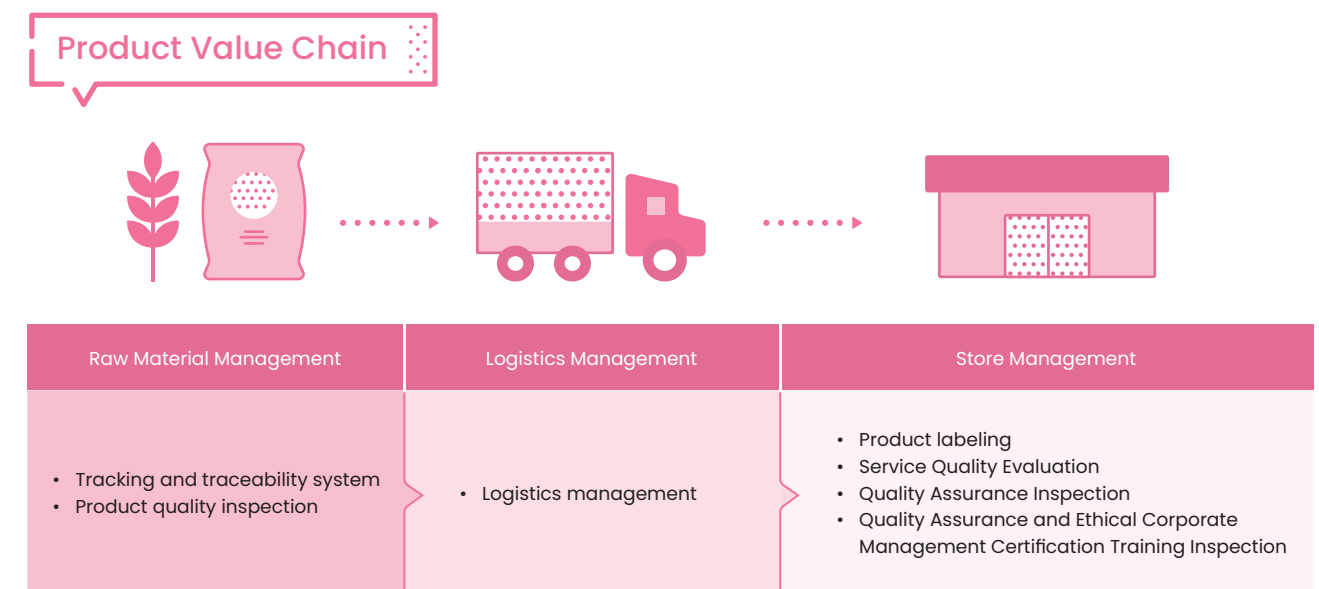 Product Value Chain
Raw Material Management
Logistics Management
Store Management
• Tracking and traceability system
• Product quality inspection
• Logistics management
• Product labeling
• Service Quality Evaluation
• Quality Assurance Inspection
• Quality Assurance and Ethical Corporate
Management Certification Training Inspection